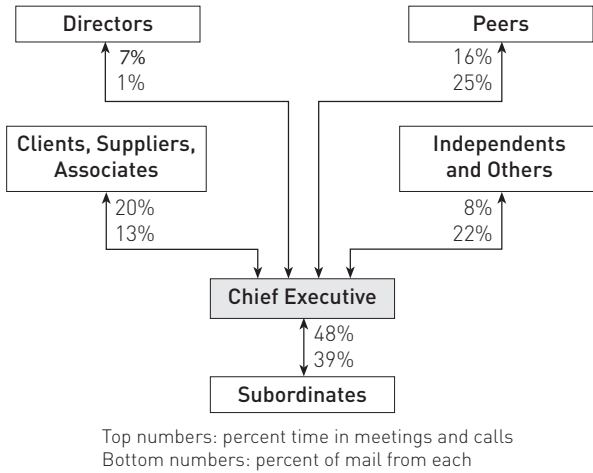 Directors
7%
1%
Peers
16%
25%
Clients, Suppliers,
Associates
20%
13%
Independents
and Others
8%
22%
Chief Executive
48%
39%
Subordinates
Top numbers: percent time in meetings and calls
Bottom numbers: percent of mail from each